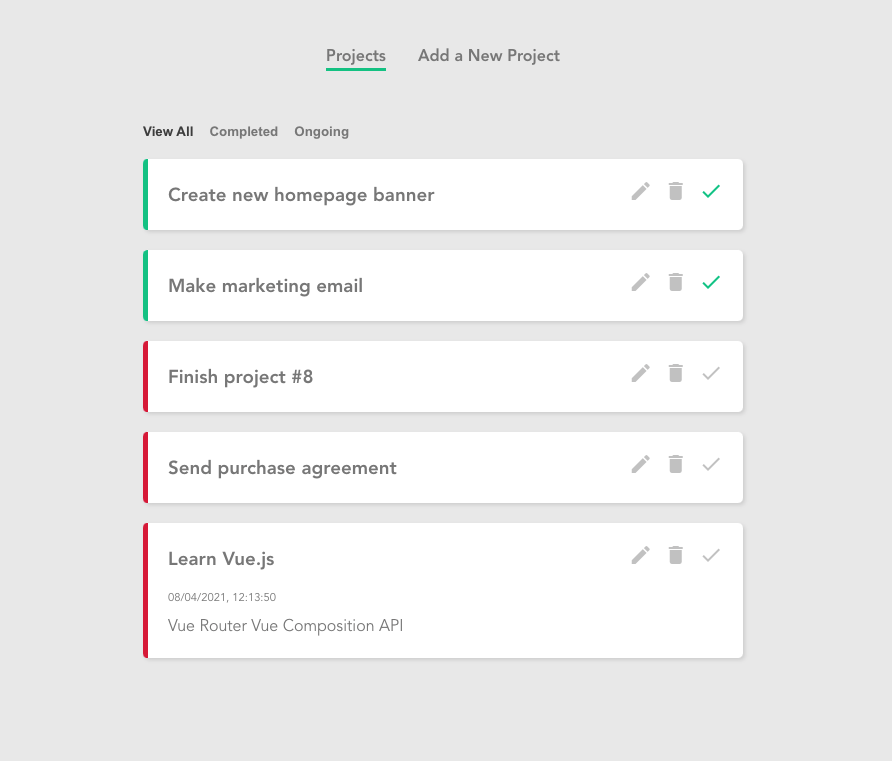 Projects Add a New Project
View All Completed Ongoing
Create new homepage banner
Make marketing email
Finish project #8
Send purchase agreement
Learn Vue.js
08/04/2021, 12:13:50
Vue Router Vue Composition API